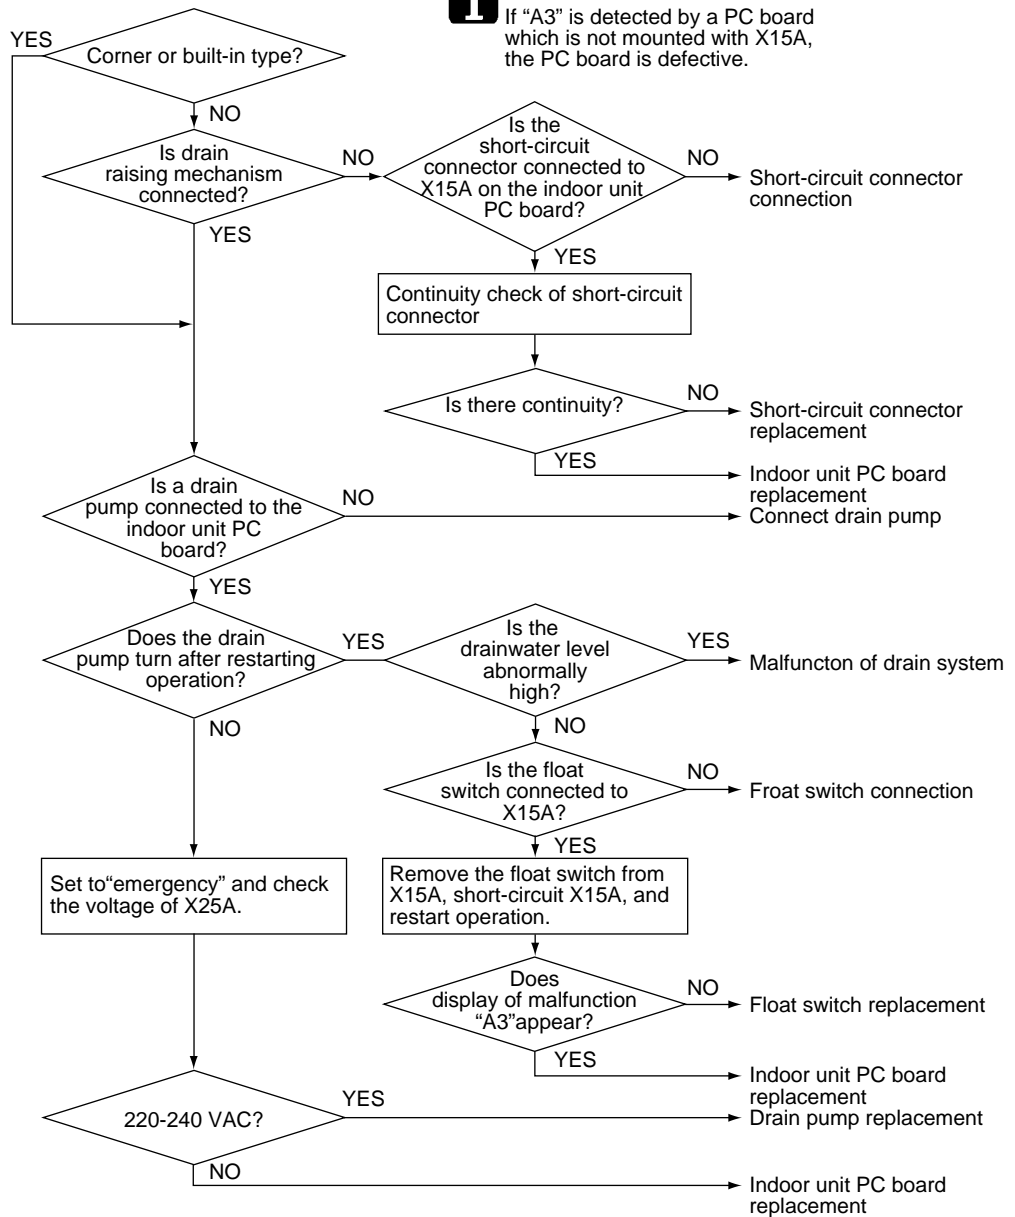 1
If “A3” is detected by a PC board
which is not mounted with X15A,
the PC board is defective.
YES
Corner or built-in type?
NO
Is drain
raising mechanism
connected?
NO
YES
Is the
short-circuit
connector connected to
X15A on the indoor unit
PC board?
NO
Short-circuit connector
connection
YES
Continuity check of short-circuit
connector
Is there continuity?
NO
Short-circuit connector
replacement
YES
Indoor unit PC board
replacement
Is a drain
pump connected to the
indoor unit PC
board?
NO
Connect drain pump
YES
Does the drain
pump turn after restarting
operation?
YES
NO
Is the
drainwater level
abnormally
high?
YES
Malfuncton of drain system
NO
Is the float
switch connected to
X15A?
NO
Froat switch connection
YES
Set to“emergency” and check
the voltage of X25A.
Remove the float switch from
X15A, short-circuit X15A, and
restart operation.
Does
display of malfunction
“A3”appear?
NO
Float switch replacement
YES
Indoor unit PC board
replacement
220-240 VAC?
YES
Drain pump replacement
NO
Indoor unit PC board
replacement